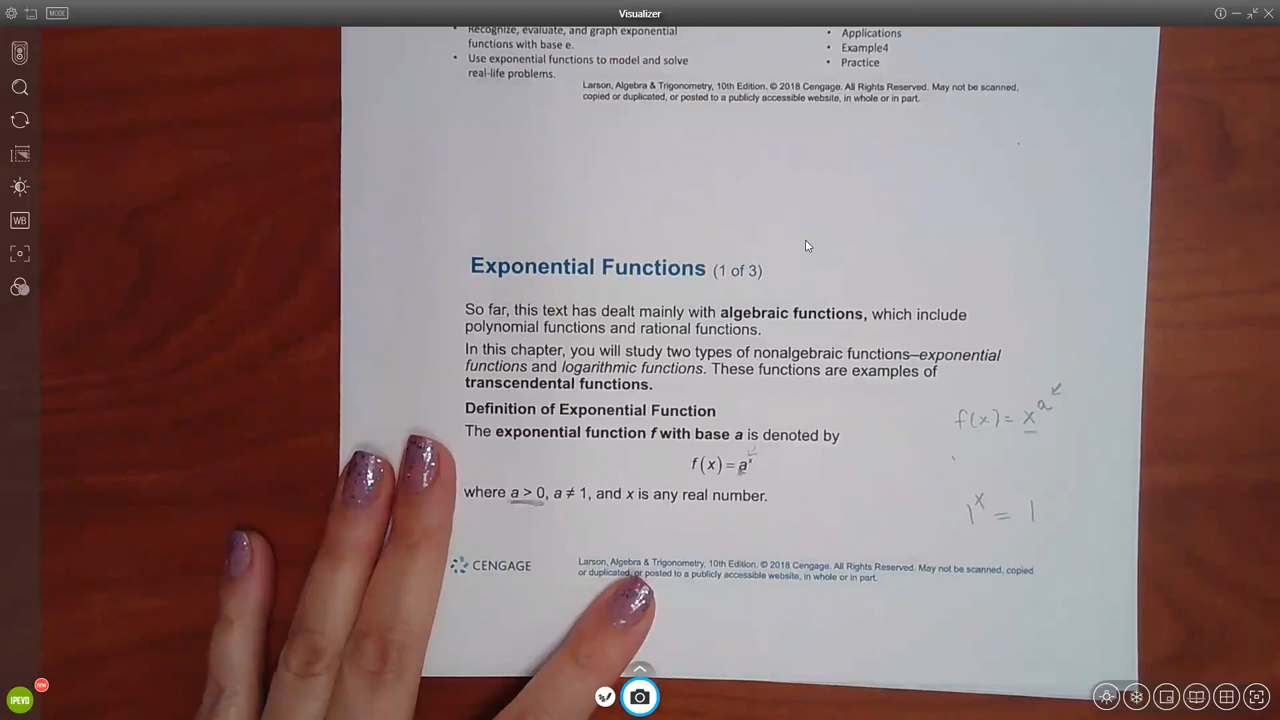 MODE
Visualizer
Recognize, evaluate, and graph exponential
functions with base e.
• Use exponential functions to model and solve
real-life problems.
• Applications
• Example4
• Practice
Larson, Algebra & Trigonometry, 10th Edition. © 2018 Cengage. All Rights Reserved. May not be scanned,
copied or duplicated, or posted to a publicly accessible website, in whole or in part.
Exponential Functions (1 of 3)
So far, this text has dealt mainly with algebraic functions, which include
polynomial functions and rational functions.
In this chapter, you will study two types of nonalgebraic functions–exponential
functions and logarithmic functions. These functions are examples of
transcendental functions.
Definition of Exponential Function
The exponential function f with base a is denoted by
f(x) = aˣ
where a > 0, a ≠ 1, and x is any real number.
f(x) = xᵃ
1ˣ = 1
CENGAGE
Larson, Algebra & Trigonometry, 10th Edition. © 2018 Cengage. All Rights Reserved. May not be scanned, copied
or duplicated, or posted to a publicly accessible website, in whole or in part.
WB
IPEVO
new